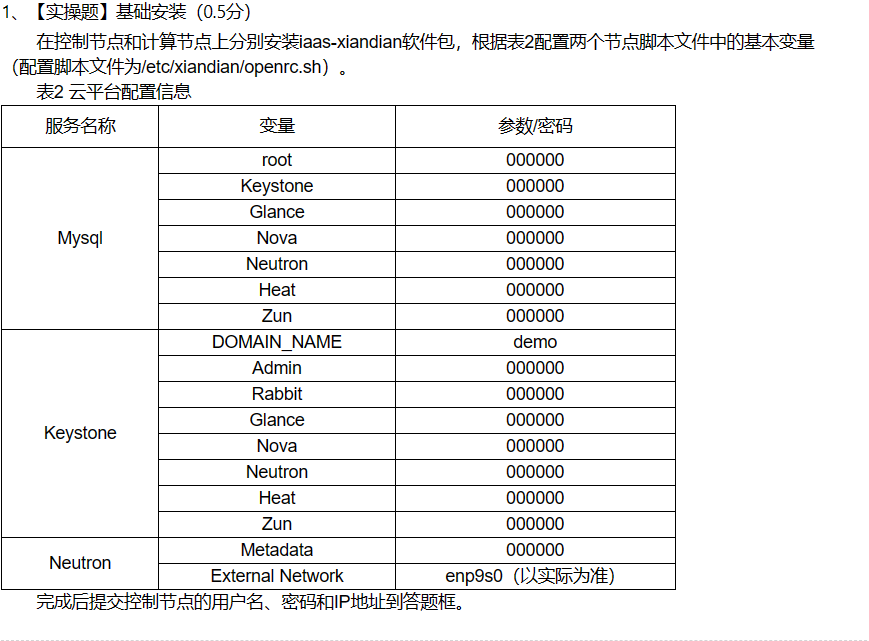 1、【实操题】基础安装（0.5分）
在控制节点和计算节点上分别安装iaas-xiandian软件包，根据表2配置两个节点脚本文件中的基本变量
（配置脚本文件为/etc/xiandian/openrc.sh）。
表2 云平台配置信息
服务名称 变量 参数/密码
Mysql
root 000000
Keystone 000000
Glance 000000
Nova 000000
Neutron 000000
Heat 000000
Zun 000000
Keystone
DOMAIN_NAME demo
Admin 000000
Rabbit 000000
Glance 000000
Nova 000000
Neutron 000000
Heat 000000
Zun 000000
Neutron
Metadata 000000
External Network enp9s0（以实际为准）
完成后提交控制节点的用户名、密码和IP地址到答题框。